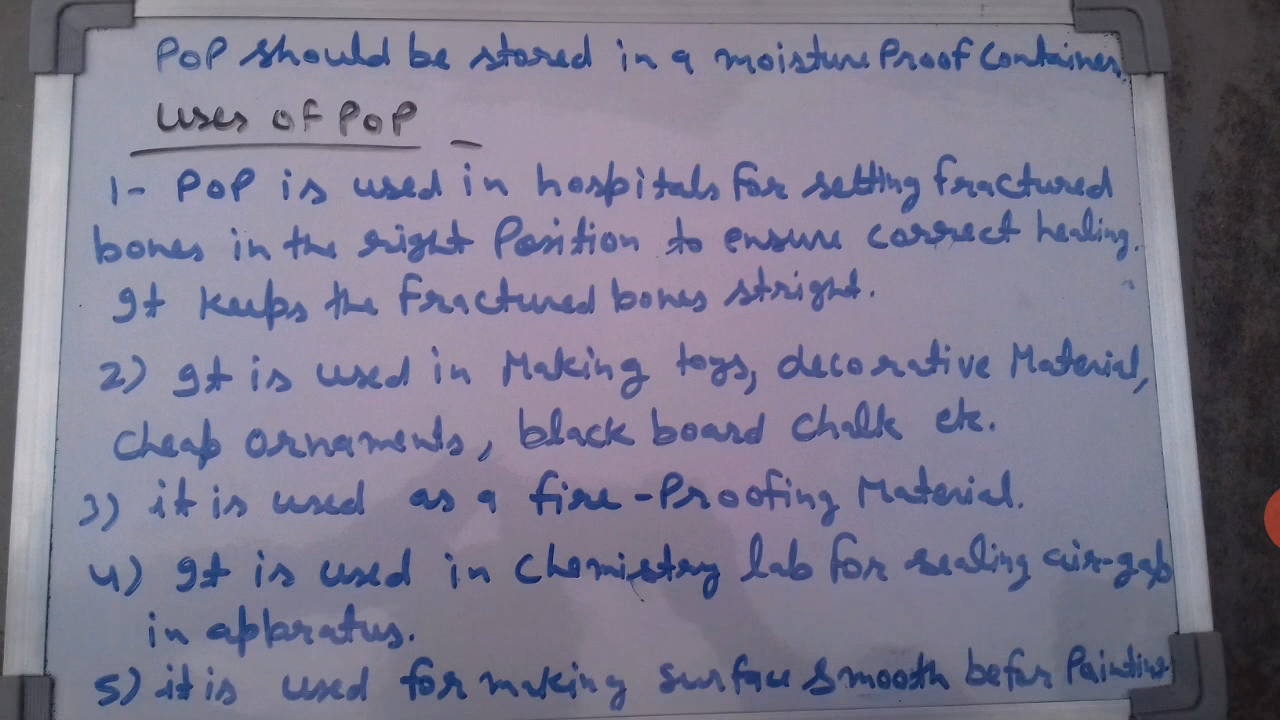 PoP should be stored in a moisture Proof Container.
Uses of PoP -
1- PoP is used in hospitals for setting fractured
bones in the right Position to ensure correct healing.
It keeps the fractured bones stright.
2) It is used in Making toys, decorative Material,
Cheap ornaments, black board chalk etc.
3) it is used as a fire-Proofing Material.
4) It is used in Chemistry lab for sealing air-gap
in apparatus.
5) it is used for making surface smooth befor Painting